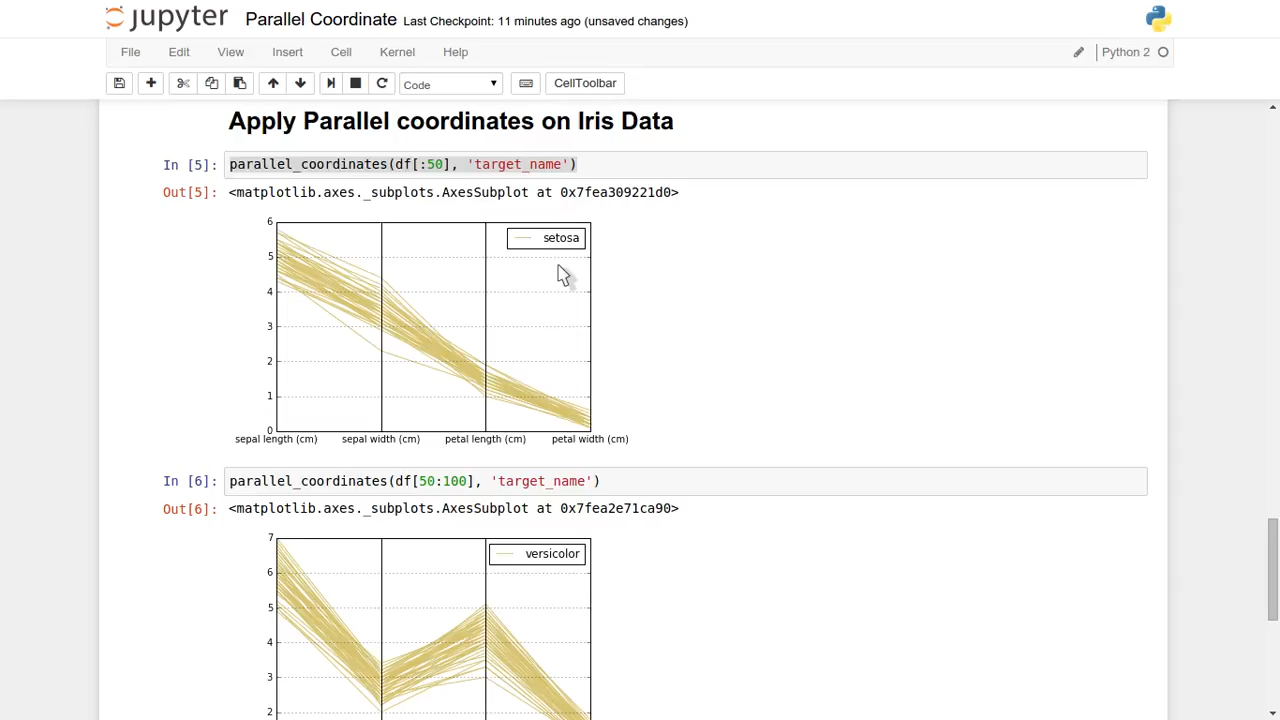 jupyter Parallel Coordinate Last Checkpoint: 11 minutes ago (unsaved changes)
File Edit View Insert Cell Kernel Help Python 2
Code CellToolbar
Apply Parallel coordinates on Iris Data
In [5]: parallel_coordinates(df[:50], 'target_name')
Out[5]: <matplotlib.axes._subplots.AxesSubplot at 0x7fea309221d0>
6
setosa
5
4
3
2
1
0
sepal length (cm) sepal width (cm) petal length (cm) petal width (cm)
In [6]: parallel_coordinates(df[50:100], 'target_name')
Out[6]: <matplotlib.axes._subplots.AxesSubplot at 0x7fea2e71ca90>
7
versicolor
6
5
4
3
2